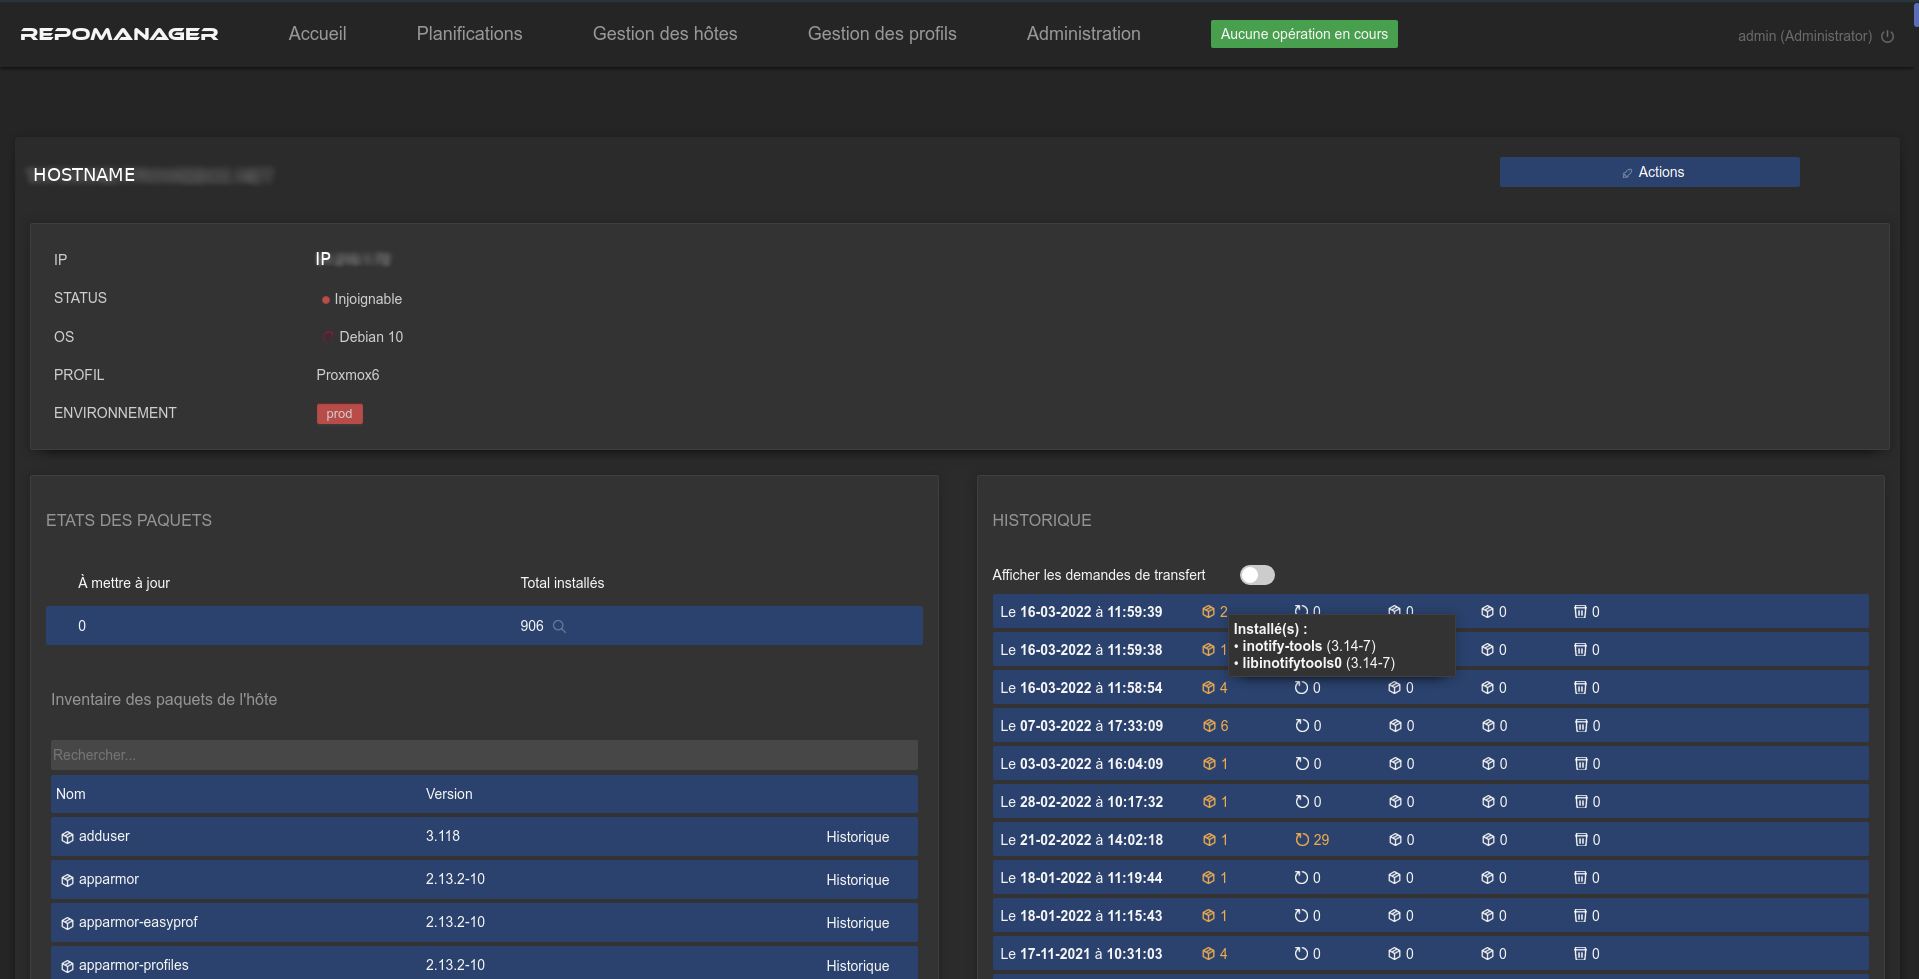 REPOMANAGER Accueil Planifications Gestion des hôtes Gestion des profils Administration Aucune opération en cours admin (Administrator)
HOSTNAME Actions
IP IP
STATUS Injoignable
OS Debian 10
PROFIL Proxmox6
ENVIRONNEMENT prod
ETATS DES PAQUETS
À mettre à jour Total installés
0 906
Inventaire des paquets de l'hôte
Rechercher...
Nom Version
adduser 3.118 Historique
apparmor 2.13.2-10 Historique
apparmor-easyprof 2.13.2-10 Historique
apparmor-profiles 2.13.2-10 Historique
HISTORIQUE
Afficher les demandes de transfert
Le 16-03-2022 à 11:59:39 2 0 0 0 0
Installé(s) :
• inotify-tools (3.14-7)
• libinotifytools0 (3.14-7)
Le 16-03-2022 à 11:59:38 1 0 0
Le 16-03-2022 à 11:58:54 4 0 0 0 0
Le 07-03-2022 à 17:33:09 6 0 0 0 0
Le 03-03-2022 à 16:04:09 1 0 0 0 0
Le 28-02-2022 à 10:17:32 1 0 0 0 0
Le 21-02-2022 à 14:02:18 1 29 0 0 0
Le 18-01-2022 à 11:19:44 1 0 0 0 0
Le 18-01-2022 à 11:15:43 1 0 0 0 0
Le 17-11-2021 à 10:31:03 4 0 0 0 0